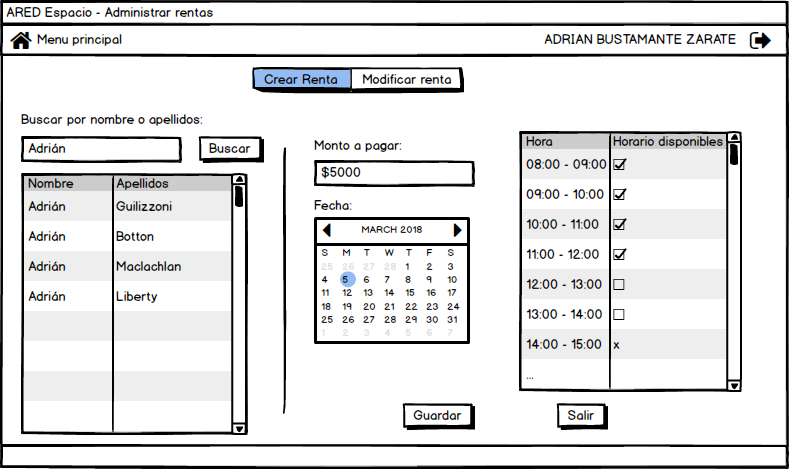 ARED Espacio - Administrar rentas
Menu principal
ADRIAN BUSTAMANTE ZARATE
Crear Renta
Modificar renta
Buscar por nombre o apellidos:
Adrián
Buscar
Nombre Apellidos
Adrián Guilizzoni
Adrián Botton
Adrián Maclachlan
Adrián Liberty
Monto a pagar:
$5000
Fecha:
MARCH 2018
S M T W T F S
25 26 27 28 1 2 3
4 5 6 7 8 9 10
11 12 13 14 15 16 17
18 19 20 21 22 23 24
25 26 27 28 29 30 31
1 2 3 4 5 6 7
Hora Horario disponibles
08:00 - 09:00
09:00 - 10:00
10:00 - 11:00
11:00 - 12:00
12:00 - 13:00
13:00 - 14:00
14:00 - 15:00 x
...
Guardar
Salir